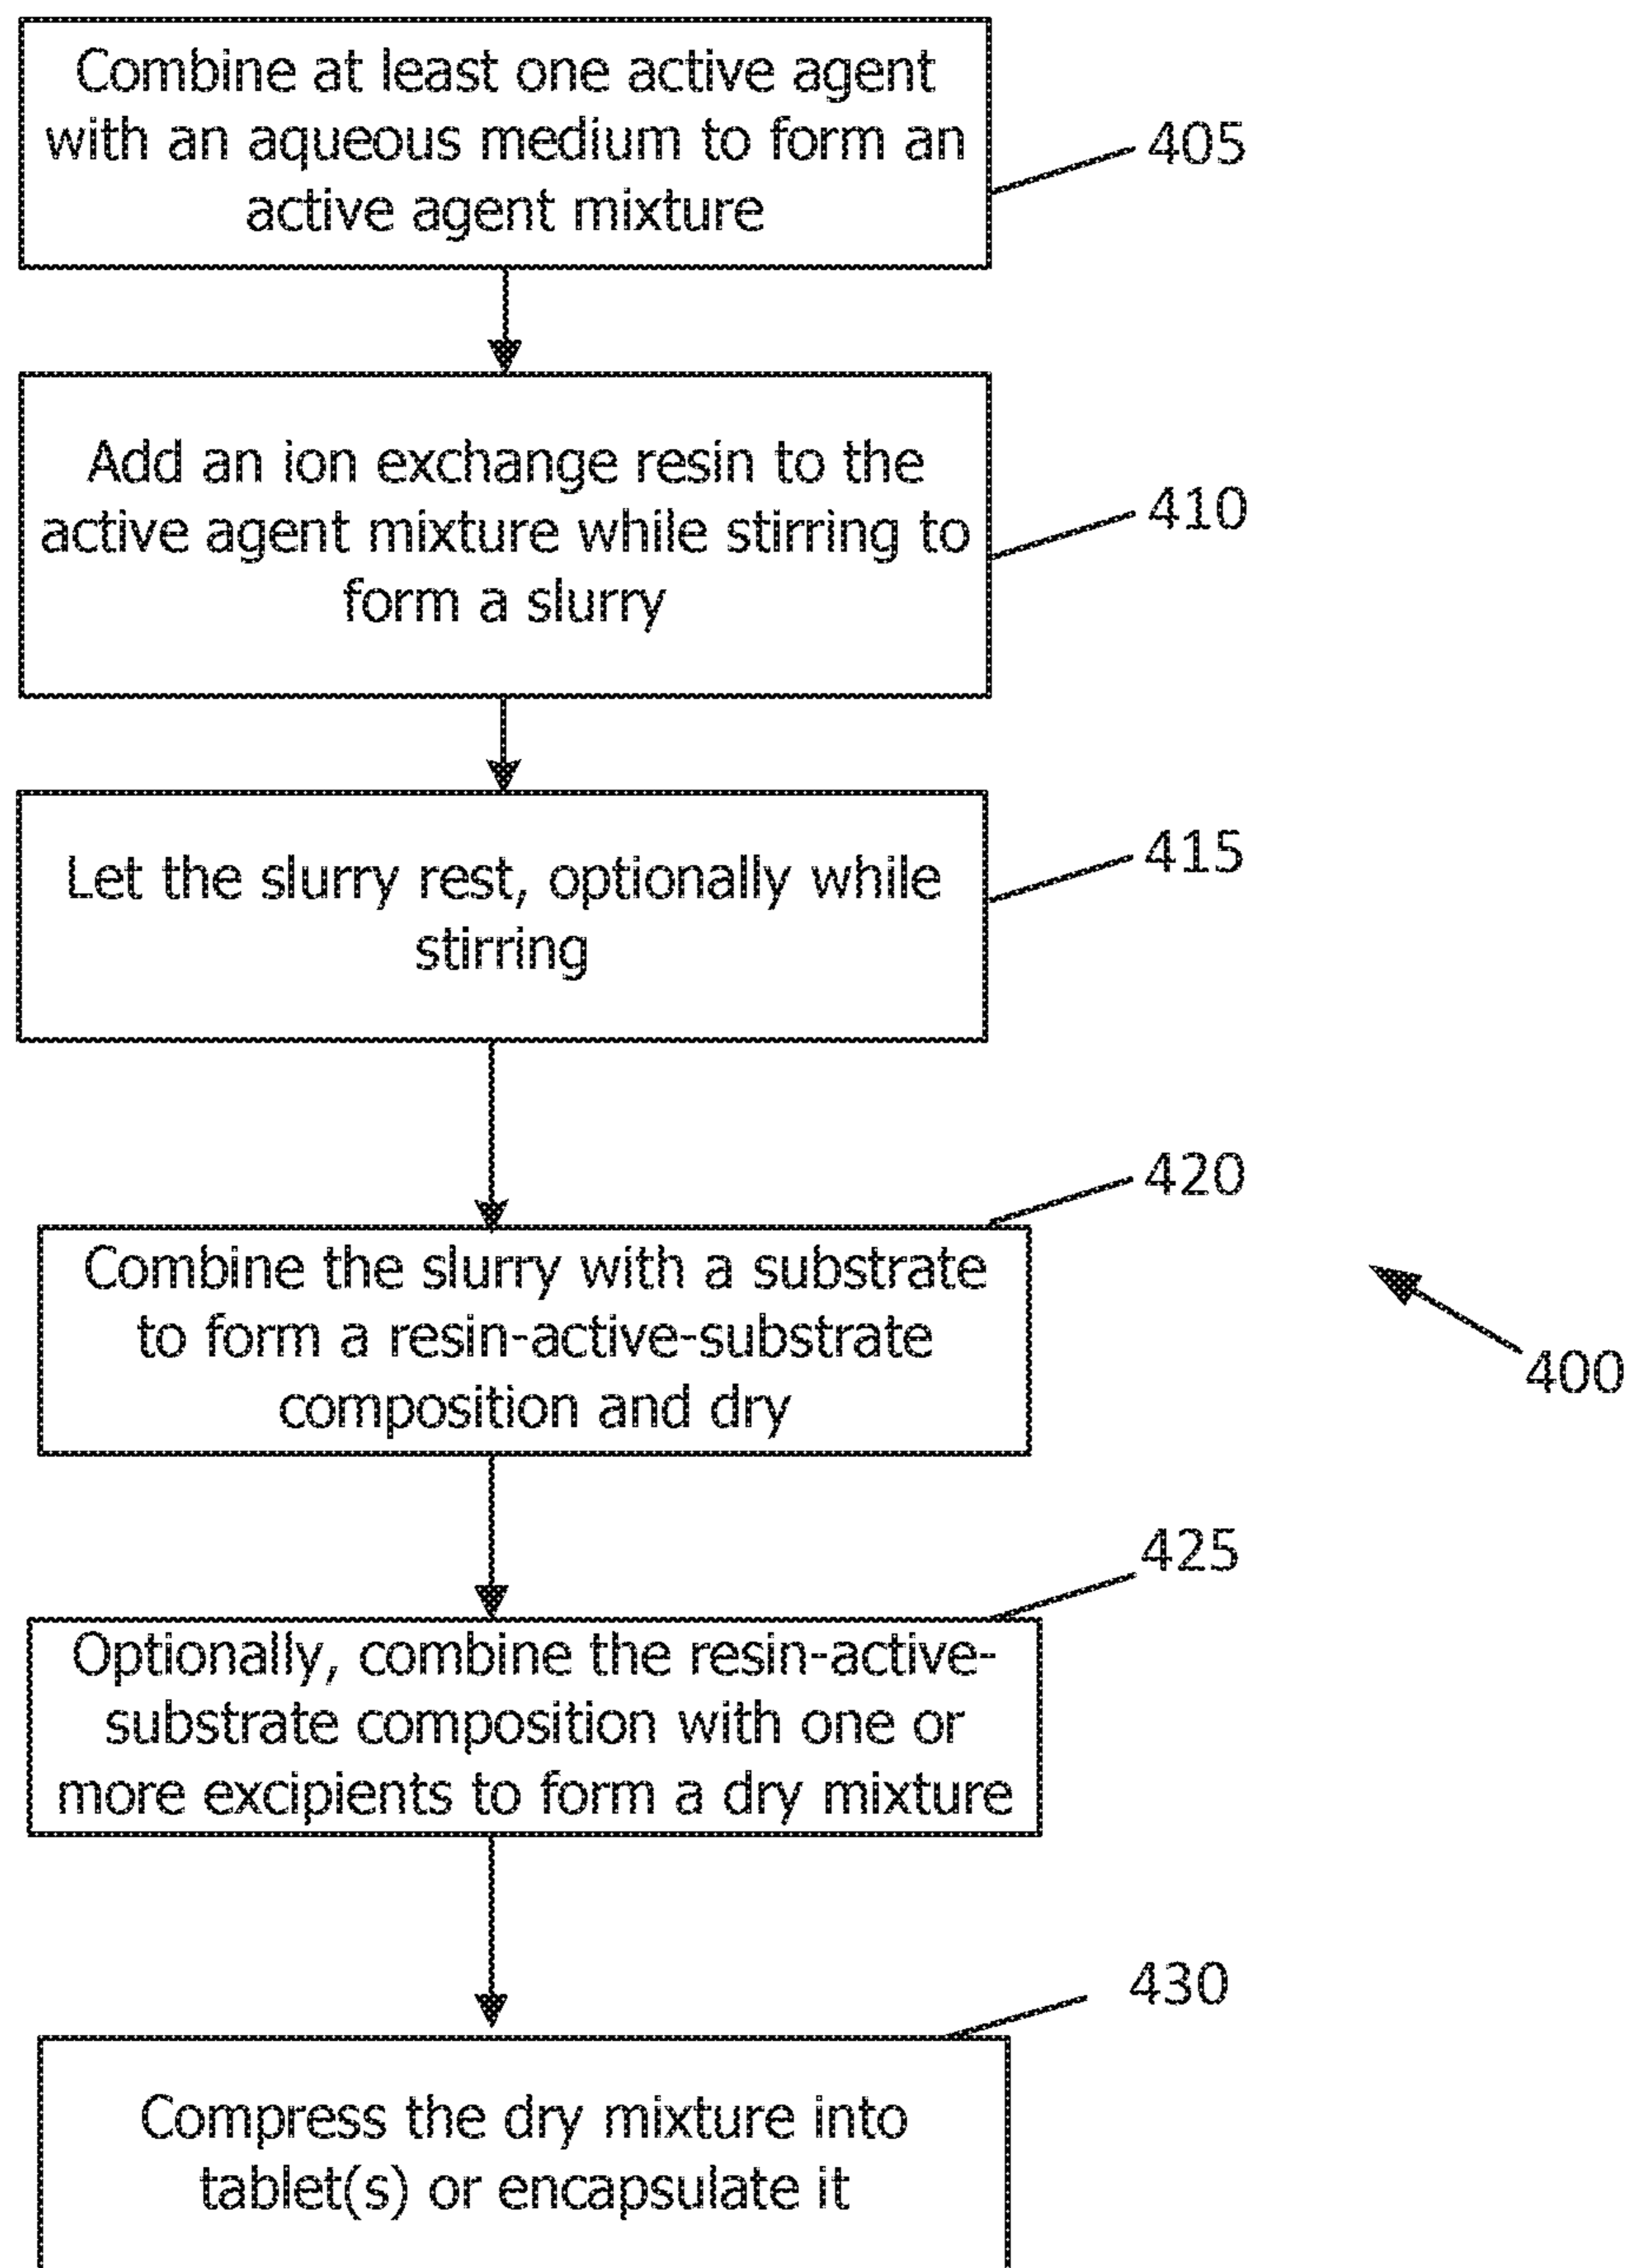 Combine at least one active agent
with an aqueous medium to form an
active agent mixture
405
Add an ion exchange resin to the
active agent mixture while stirring to
form a slurry
410
Let the slurry rest, optionally while
stirring
415
420
Combine the slurry with a substrate
to form a resin-active-substrate
composition and dry
400
425
Optionally, combine the resin-active-
substrate composition with one or
more excipients to form a dry mixture
430
Compress the dry mixture into
tablet(s) or encapsulate it